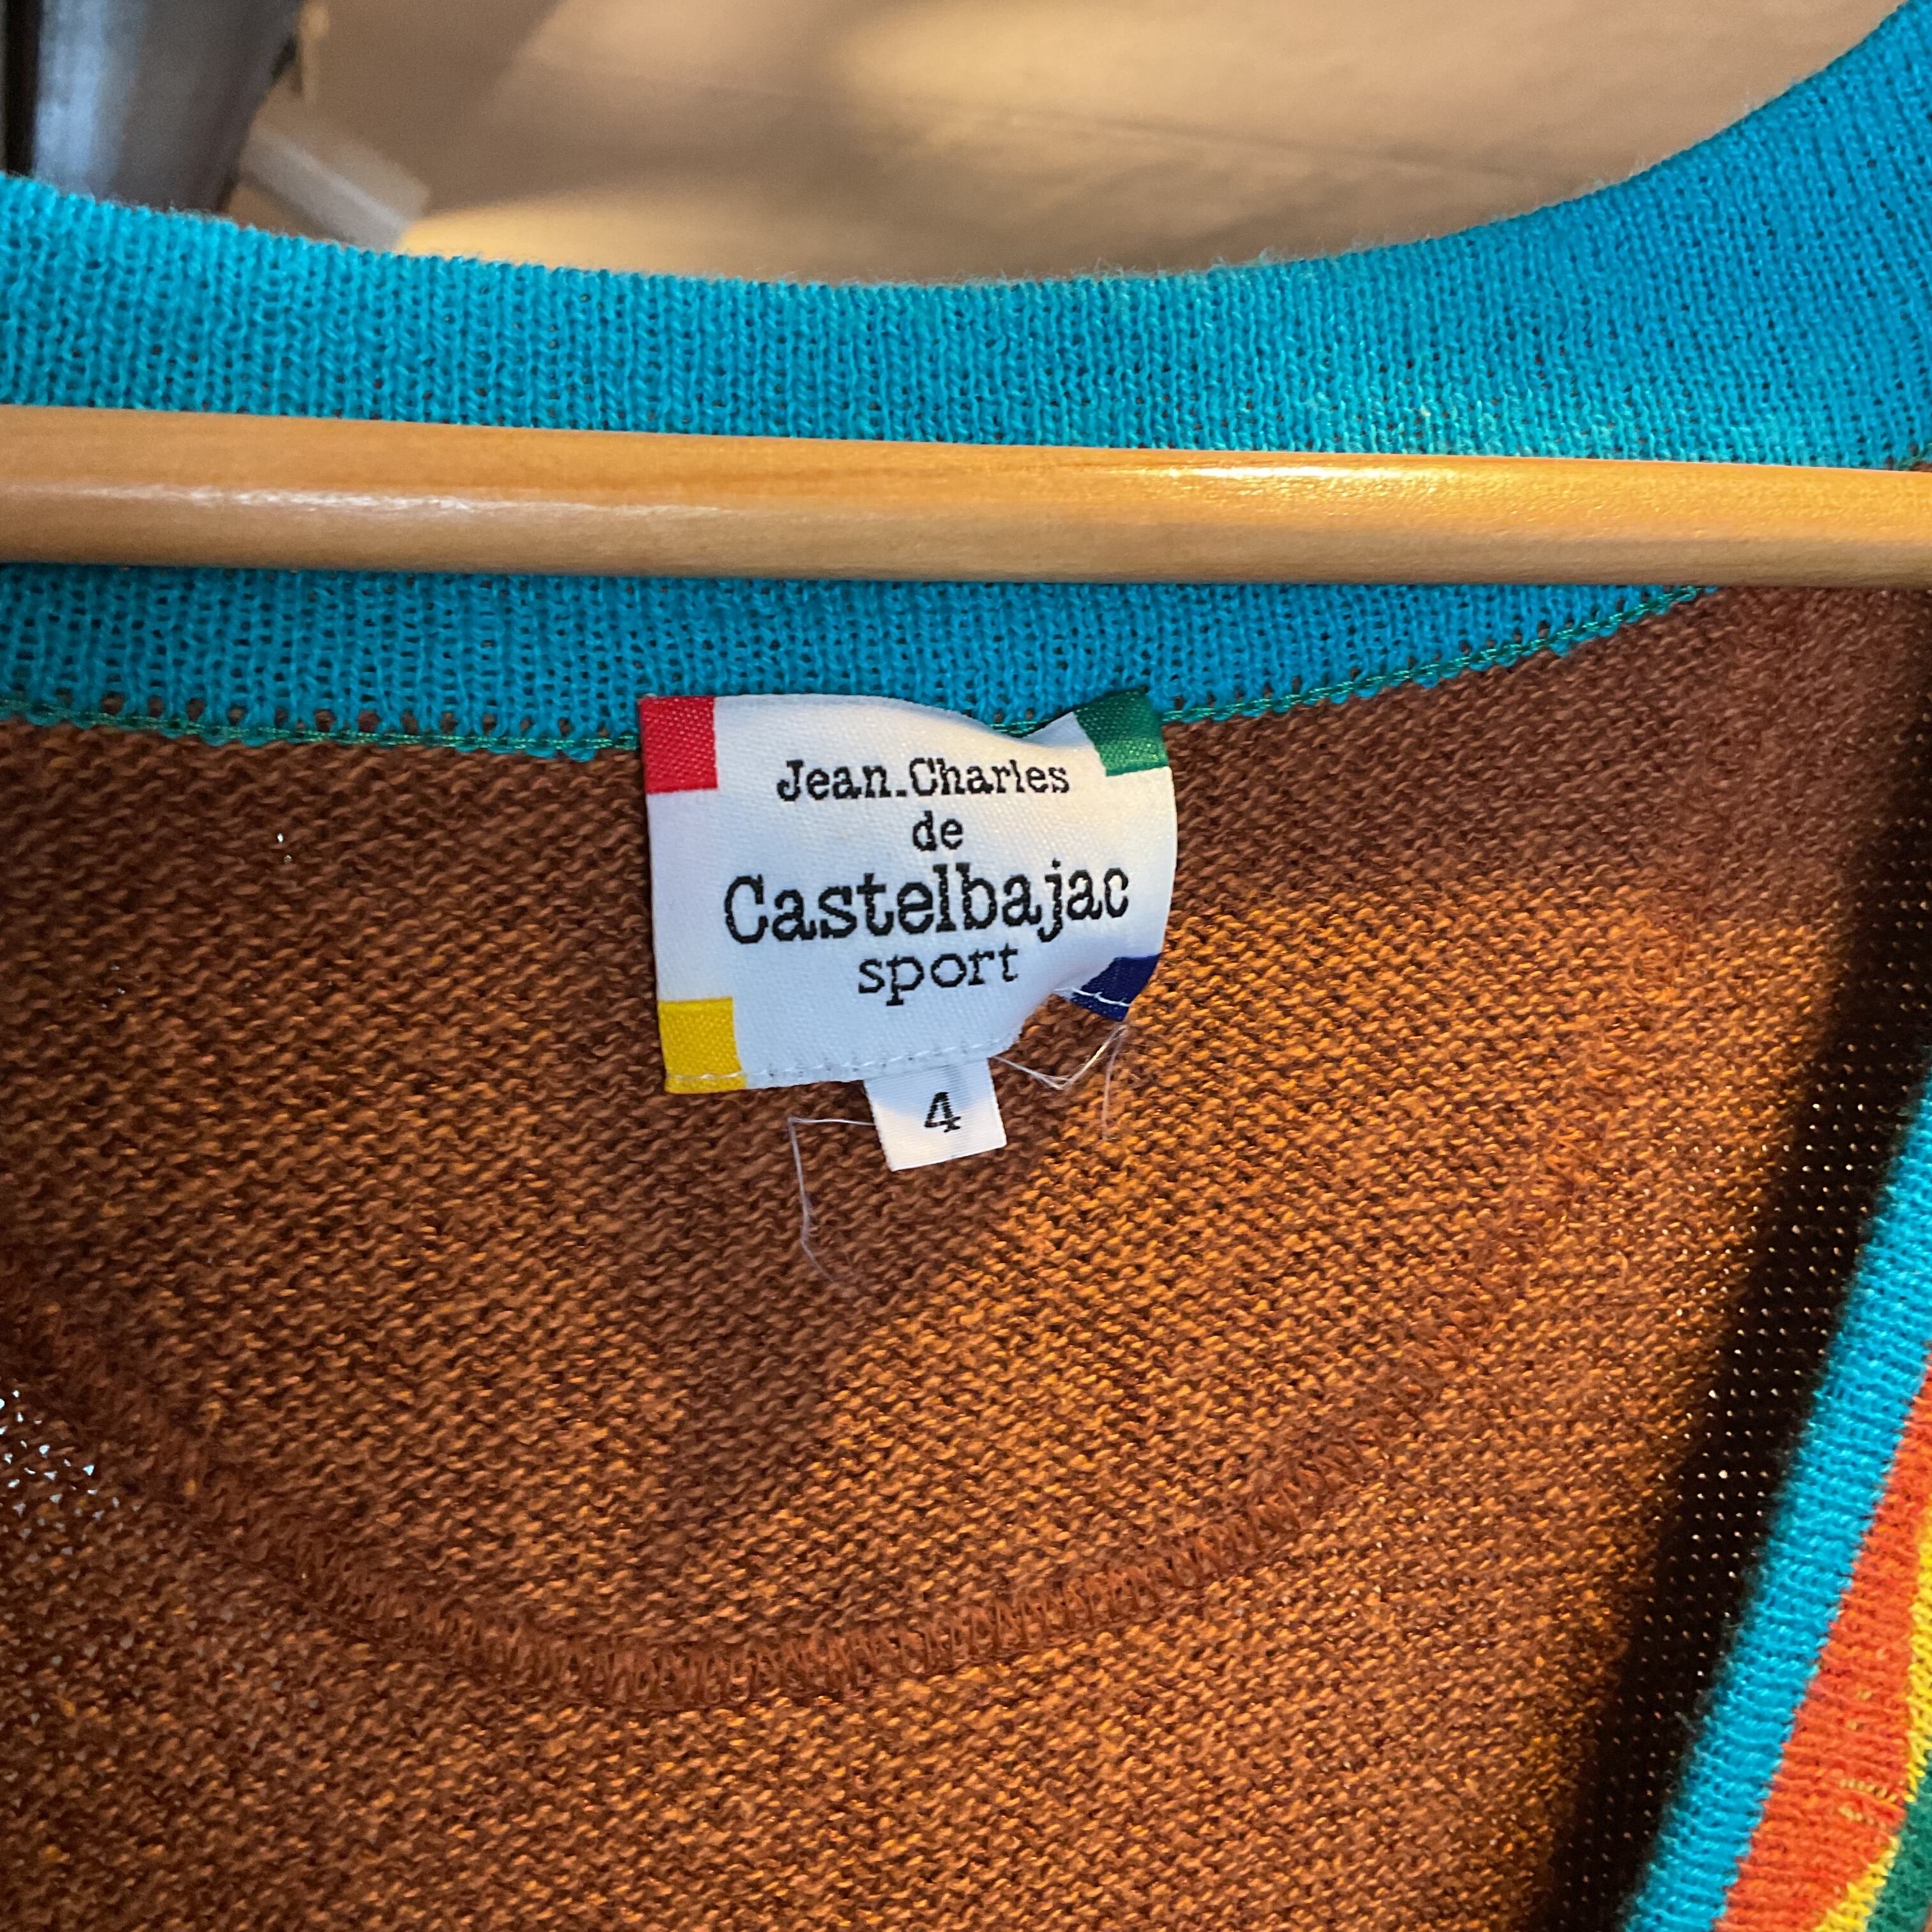 Jean-Charles
de
Castelbajac
sport
4